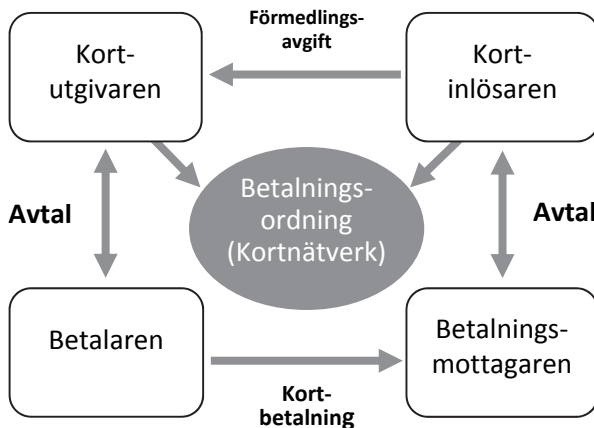 Förmedlings-
avgift
Kort-
utgivaren
Kort-
inlösaren
Betalnings-
ordning
(Kortnätverk)
Avtal
Avtal
Betalaren
Betalnings-
mottagaren
Kort-
betalning